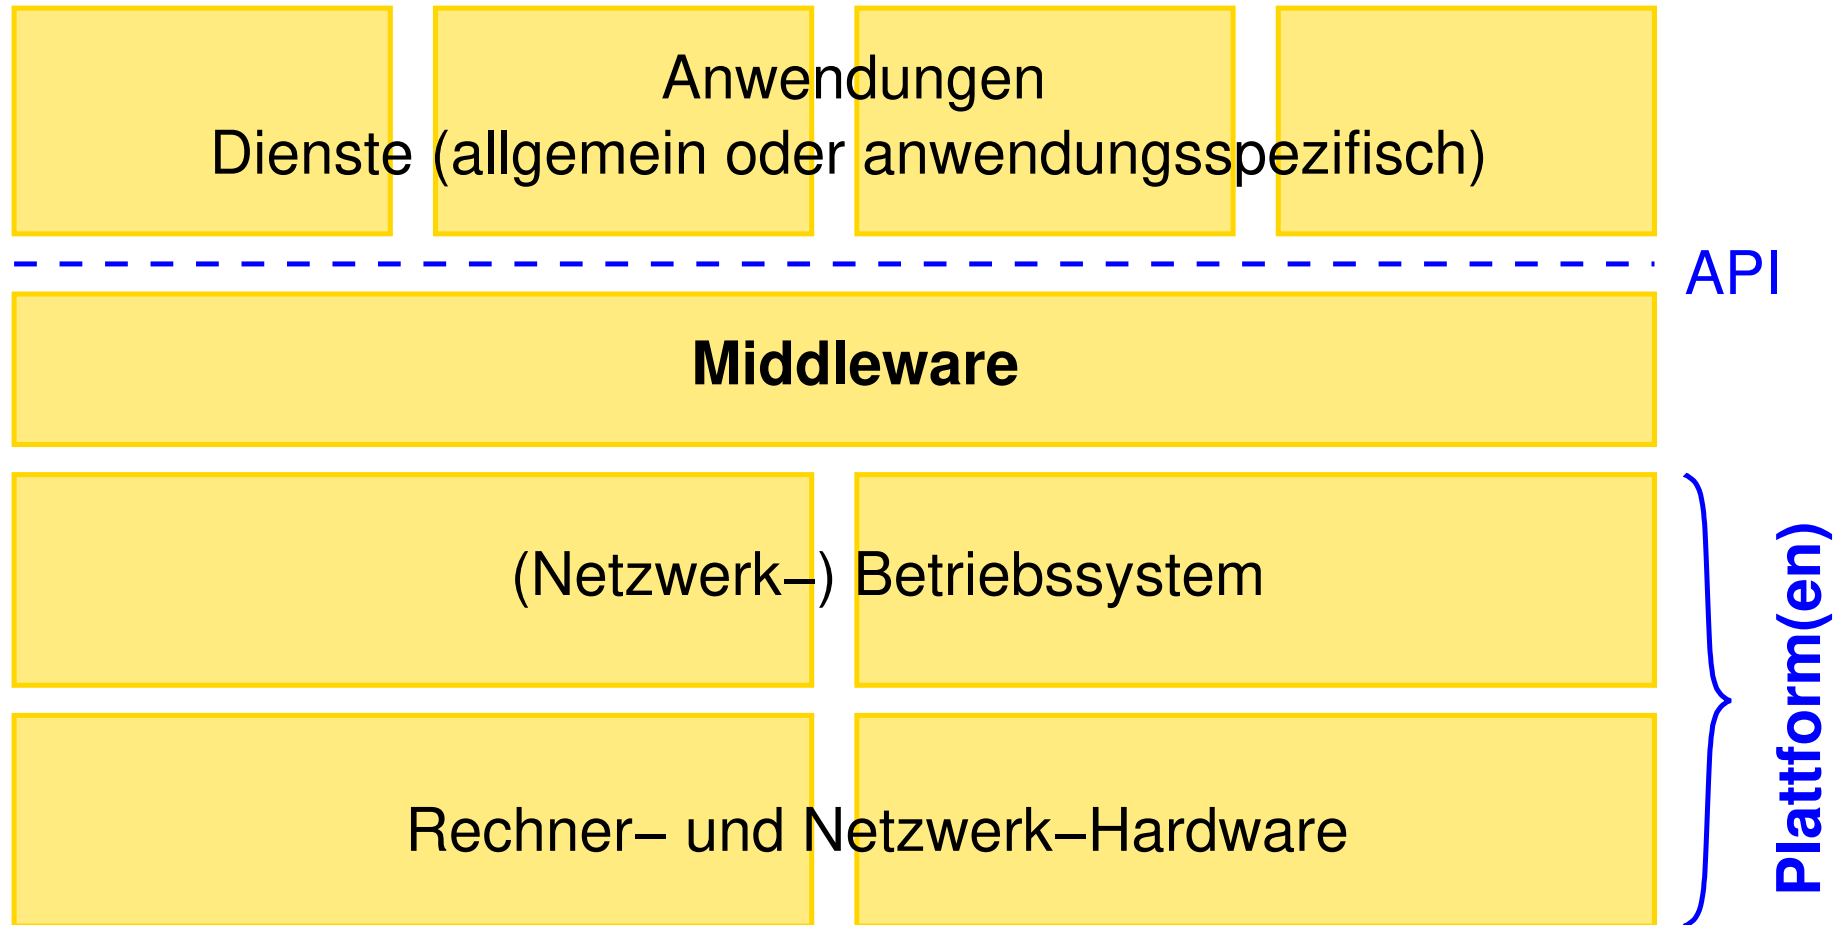 Anwendungen
Dienste (allgemein oder anwendungsspezifisch)
API
Middleware
(Netzwerk–) Betriebssystem
Rechner– und Netzwerk–Hardware
Plattform(en)